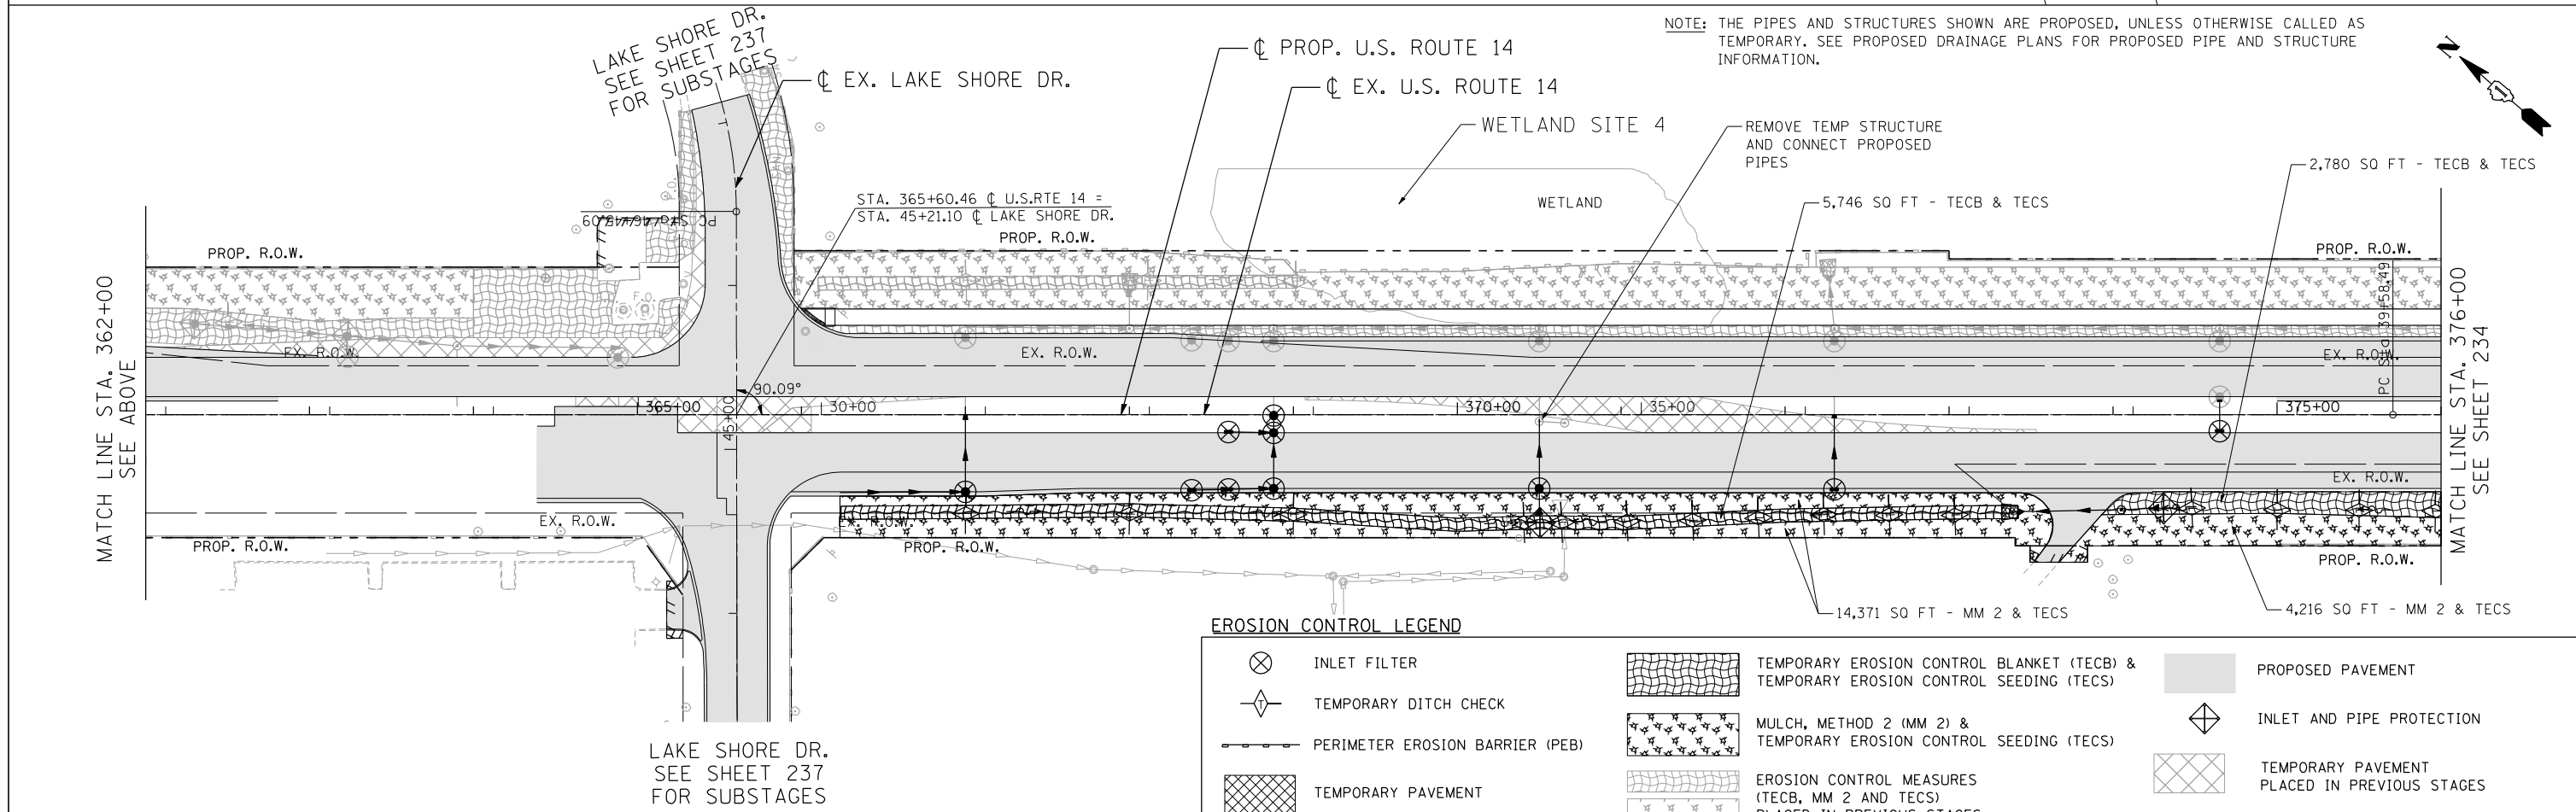 NOTE: THE PIPES AND STRUCTURES SHOWN ARE PROPOSED, UNLESS OTHERWISE CALLED AS
TEMPORARY. SEE PROPOSED DRAINAGE PLANS FOR PROPOSED PIPE AND STRUCTURE
INFORMATION.
N
LAKE SHORE DR.
SEE SHEET 237
FOR SUBSTAGES
℄ EX. LAKE SHORE DR.
℄ PROP. U.S. ROUTE 14
℄ EX. U.S. ROUTE 14
WETLAND SITE 4
REMOVE TEMP STRUCTURE
AND CONNECT PROPOSED
PIPES
2,780 SQ FT - TECB & TECS
5,746 SQ FT - TECB & TECS
WETLAND
STA. 365+60.46 ℄ U.S.RTE 14 =
STA. 45+21.10 ℄ LAKE SHORE DR.
PROP. R.O.W.
PROP. R.O.W.
PROP. R.O.W.
MATCH LINE STA. 362+00
SEE ABOVE
MATCH LINE STA. 376+00
SEE SHEET 234
PC Sta 39+58.49
F.O.
EX. R.O.W.
EX. R.O.W.
EX. R.O.W.
90.09°
365+00
45+00
30+00
370+00
35+00
375+00
EX. R.O.W.
EX. R.O.W.
EX. R.O.W.
PROP. R.O.W.
PROP. R.O.W.
PROP. R.O.W.
14,371 SQ FT - MM 2 & TECS
4,216 SQ FT - MM 2 & TECS
LAKE SHORE DR.
SEE SHEET 237
FOR SUBSTAGES
EROSION CONTROL LEGEND
INLET FILTER
T
TEMPORARY DITCH CHECK
PERIMETER EROSION BARRIER (PEB)
TEMPORARY PAVEMENT
TEMPORARY EROSION CONTROL BLANKET (TECB) &
TEMPORARY EROSION CONTROL SEEDING (TECS)
MULCH, METHOD 2 (MM 2) &
TEMPORARY EROSION CONTROL SEEDING (TECS)
EROSION CONTROL MEASURES
(TECB, MM 2 AND TECS)
PLACED IN PREVIOUS STAGES
PROPOSED PAVEMENT
INLET AND PIPE PROTECTION
TEMPORARY PAVEMENT
PLACED IN PREVIOUS STAGES